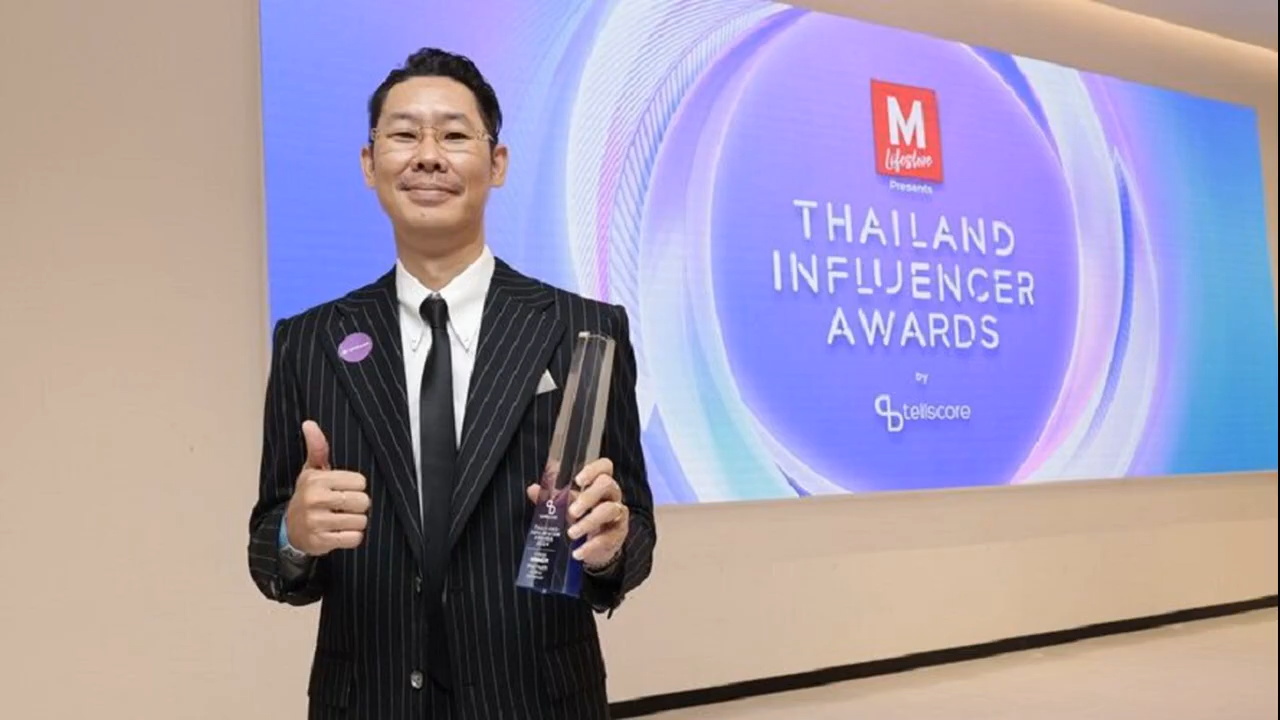 M
Lifestore
Presents
THAILAND
INFLUENCER
AWARDS
by
tellscore